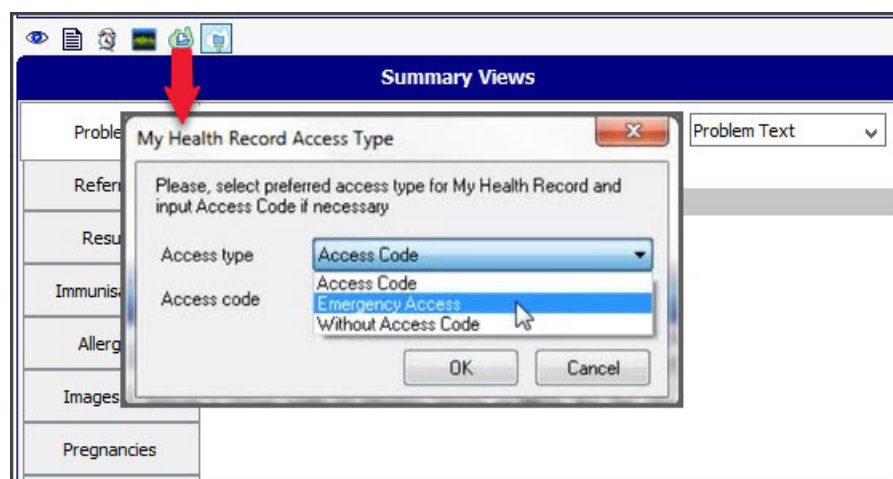 Summary Views
Proble
My Health Record Access Type
Problem Text
Refer
Please, select preferred access type for My Health Record and
input Access Code if necessary
Resu
Access type
Access Code
Immunisa
Access code
Access Code
Emergency Access
Without Access Code
Allerg
OK
Cancel
Images
Pregnancies